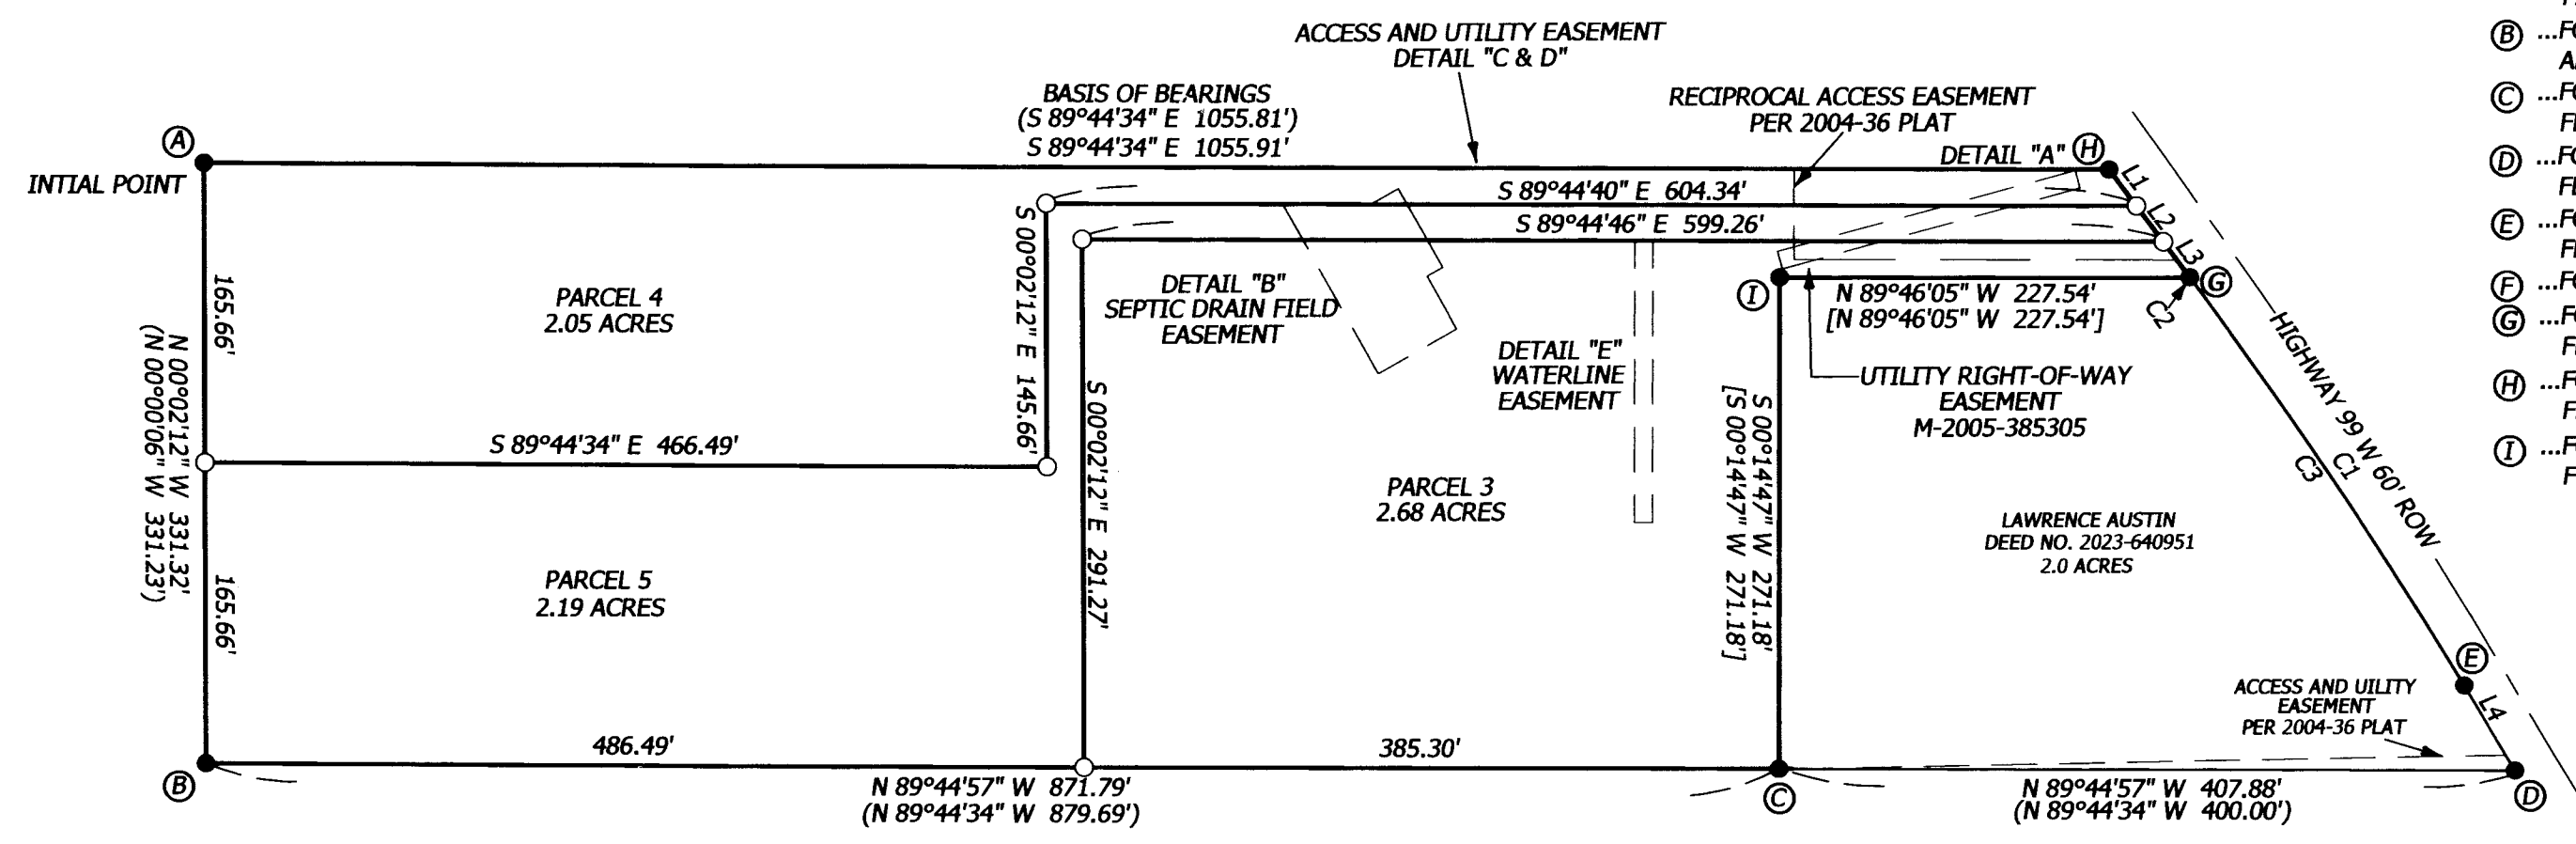 ACCESS AND UTILITY EASEMENT
DETAIL "C & D"
BASIS OF BEARINGS
(S 89°44'34" E 1055.81')
S 89°44'34" E 1055.91'
RECIPROCAL ACCESS EASEMENT
PER 2004-36 PLAT
A
INTIAL POINT
DETAIL "A"
H
L1
L2
L3
S 89°44'40" E 604.34'
S 89°44'46" E 599.26'
165.66'
PARCEL 4
2.05 ACRES
S 00°02'12" E 145.66'
DETAIL "B"
SEPTIC DRAIN FIELD
EASEMENT
I
N 89°46'05" W 227.54'
[N 89°46'05" W 227.54']
G
C2
N 00°02'12" W 331.32'
(N 00°00'06" W 331.23')
DETAIL "E"
WATERLINE
EASEMENT
UTILITY RIGHT-OF-WAY
EASEMENT
M-2005-385305
HIGHWAY 99 W 60' ROW
C1
C3
S 89°44'34" E 466.49'
S 00°02'12" E 291.27'
PARCEL 3
2.68 ACRES
S 00°14'47" W 271.18'
[S 00°14'47" W 271.18']
LAWRENCE AUSTIN
DEED NO. 2023-640951
2.0 ACRES
165.66'
PARCEL 5
2.19 ACRES
E
L4
ACCESS AND UILITY
EASEMENT
PER 2004-36 PLAT
486.49'
385.30'
B
N 89°44'57" W 871.79'
(N 89°44'34" W 879.69')
C
N 89°44'57" W 407.88'
(N 89°44'34" W 400.00')
D
B
C
D
E
F
G
H
I